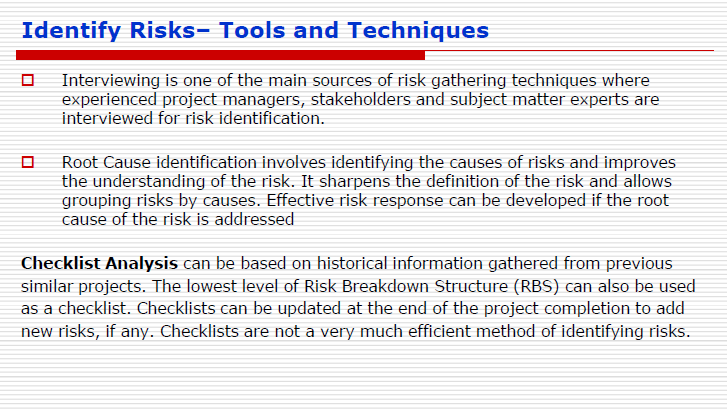 Identify Risks– Tools and Techniques
Interviewing is one of the main sources of risk gathering techniques where
experienced project managers, stakeholders and subject matter experts are
interviewed for risk identification.
Root Cause identification involves identifying the causes of risks and improves
the understanding of the risk. It sharpens the definition of the risk and allows
grouping risks by causes. Effective risk response can be developed if the root
cause of the risk is addressed
Checklist Analysis can be based on historical information gathered from previous
similar projects. The lowest level of Risk Breakdown Structure (RBS) can also be used
as a checklist. Checklists can be updated at the end of the project completion to add
new risks, if any. Checklists are not a very much efficient method of identifying risks.